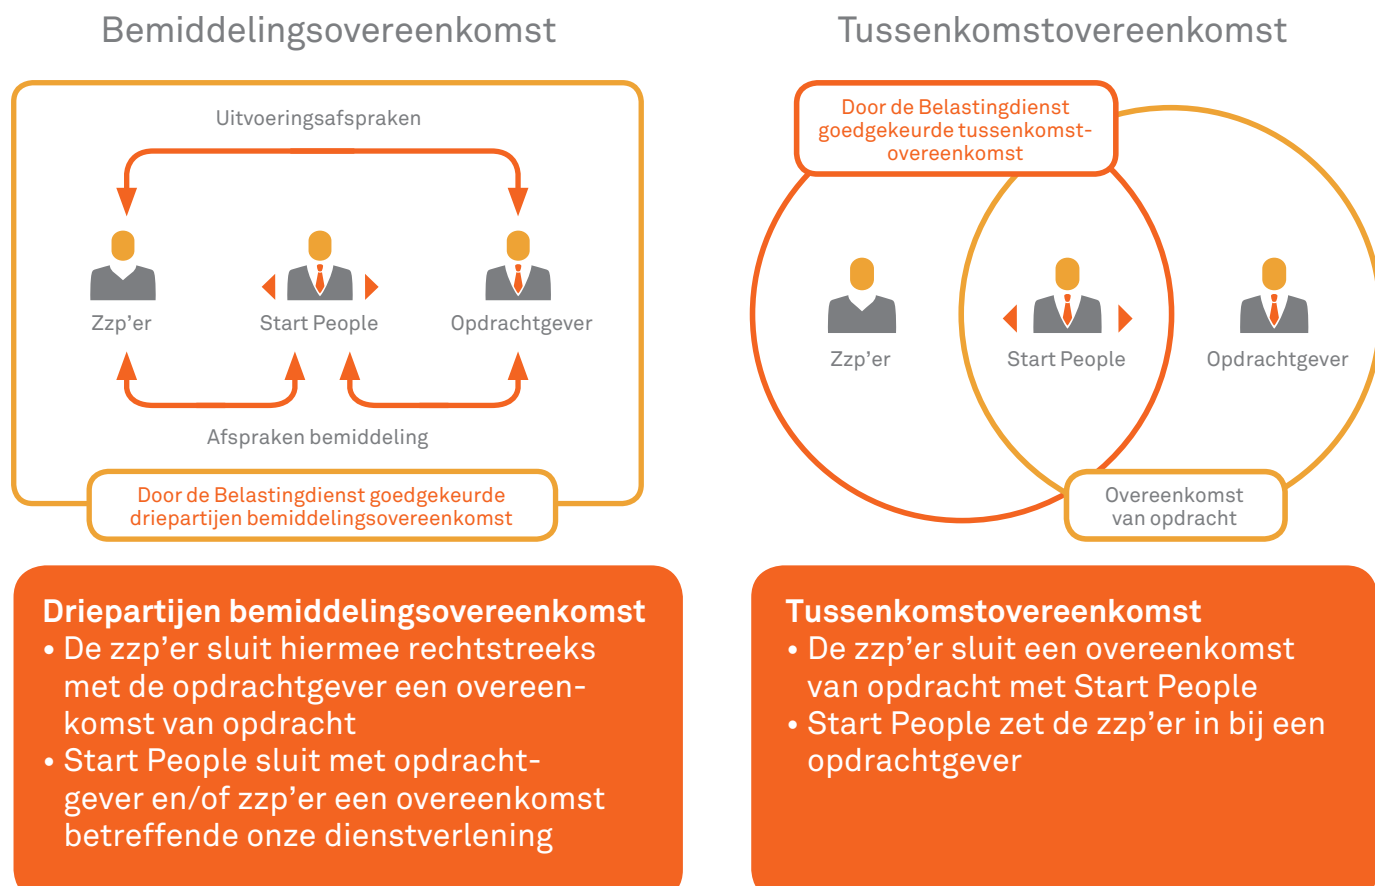 Bemiddelingsovereenkomst
Uitvoeringsafspraken
Zzp’er
Start People
Opdrachtgever
Afspraken bemiddeling
Door de Belastingdienst goedgekeurde
driepartijen bemiddelingsovereenkomst
Driepartijen bemiddelingsovereenkomst
• De zzp’er sluit hiermee rechtstreeks
met de opdrachtgever een overeen-
komst van opdracht
• Start People sluit met opdracht-
gever en/of zzp’er een overeenkomst
betreffende onze dienstverlening
Tussenkomstovereenkomst
Door de Belastingdienst
goedgekeurde tussenkomst-
overeenkomst
Zzp’er
Start People
Opdrachtgever
Overeenkomst
van opdracht
Tussenkomstovereenkomst
• De zzp’er sluit een overeenkomst
van opdracht met Start People
• Start People zet de zzp’er in bij een
opdrachtgever